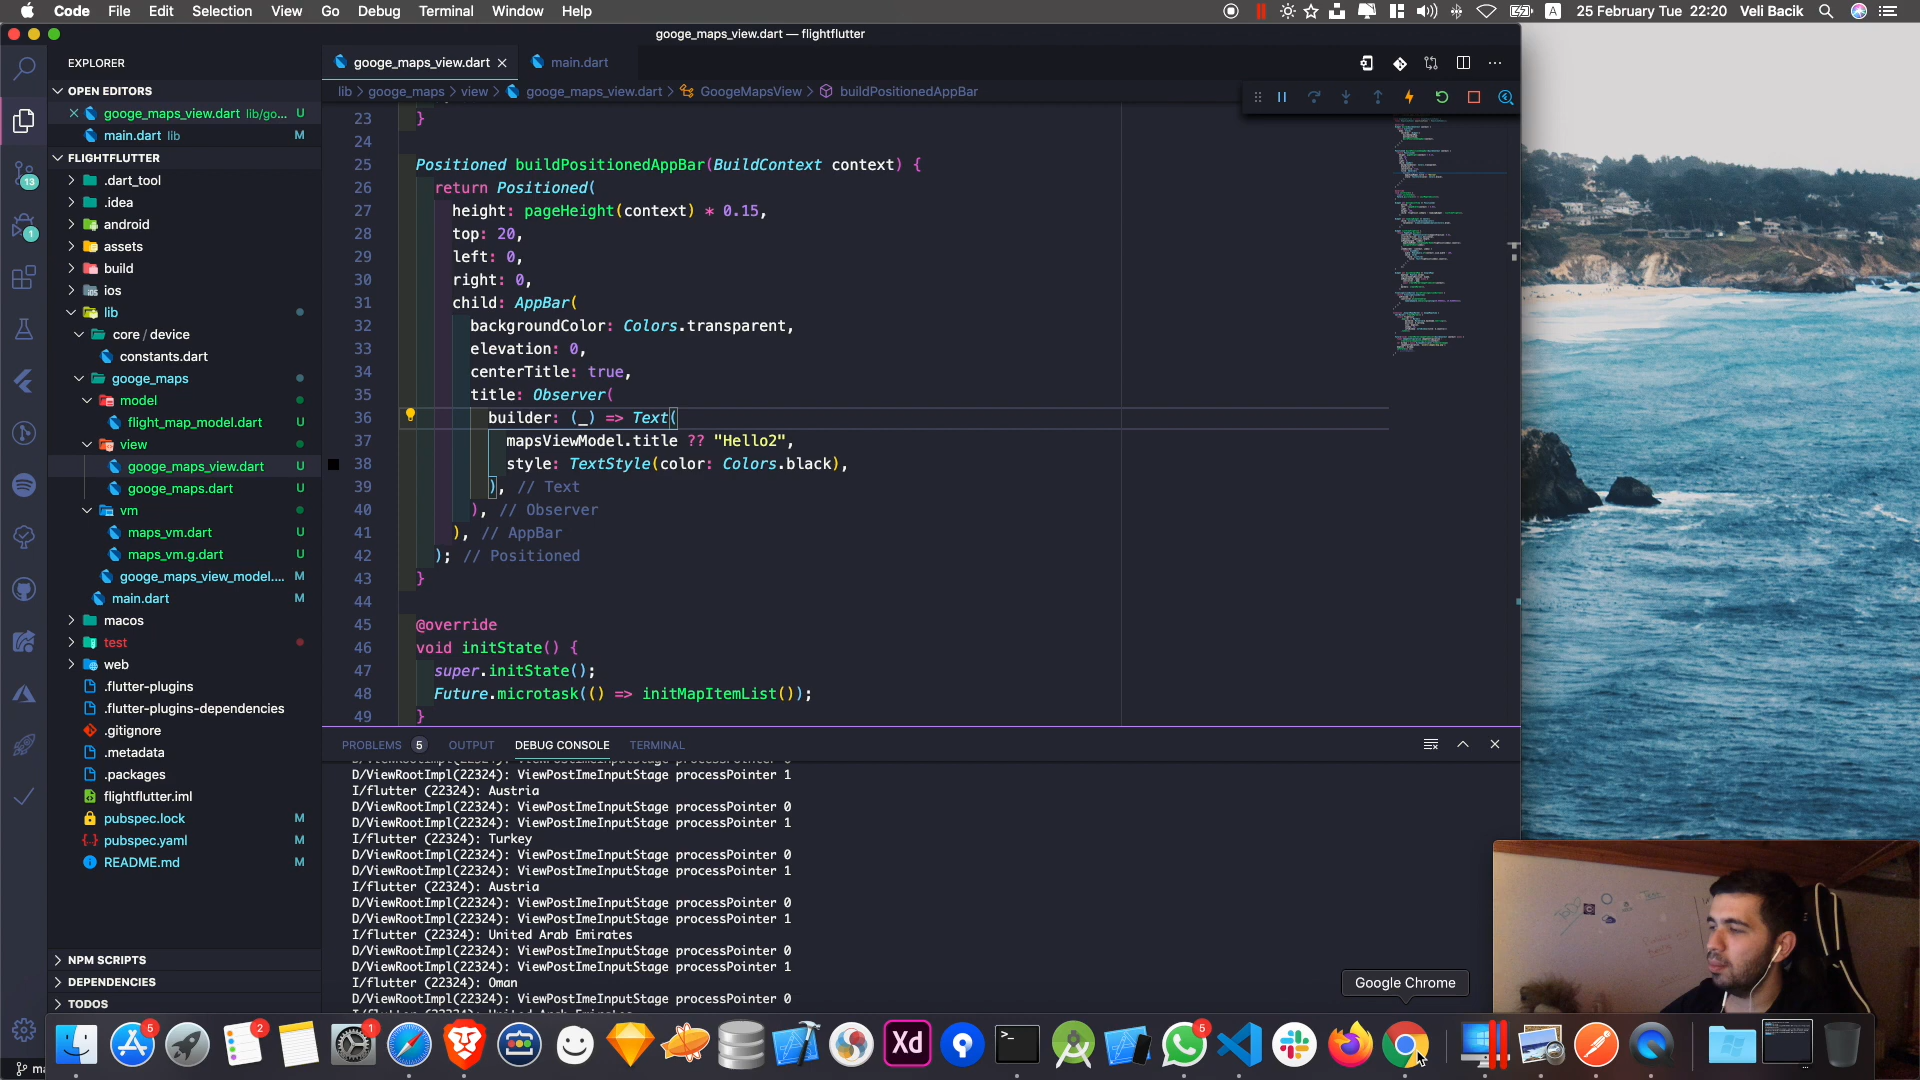 Code File Edit Selection View Go Debug Terminal Window Help
A 25 February Tue 22:20 Veli Bacik
googe_maps_view.dart — flightflutter
EXPLORER
OPEN EDITORS
googe_maps_view.dart lib/go... U
main.dart lib M
FLIGHTFLUTTER
.dart_tool
.idea
android
assets
build
ios
lib
core / device
constants.dart
googe_maps
model
flight_map_model.dart U
view
googe_maps_view.dart U
googe_maps.dart U
vm
maps_vm.dart U
maps_vm.g.dart U
googe_maps_view_model.... M
main.dart M
macos
test
web
.flutter-plugins
.flutter-plugins-dependencies
.gitignore
.metadata
.packages
flightflutter.iml
pubspec.lock M
pubspec.yaml M
README.md M
NPM SCRIPTS
DEPENDENCIES
TODOS
13
1
googe_maps_view.dart main.dart
lib > googe_maps > view > googe_maps_view.dart > GoogeMapsView > buildPositionedAppBar
23 }
24
25 Positioned buildPositionedAppBar(BuildContext context) {
26 return Positioned(
27 height: pageHeight(context) * 0.15,
28 top: 20,
29 left: 0,
30 right: 0,
31 child: AppBar(
32 backgroundColor: Colors.transparent,
33 elevation: 0,
34 centerTitle: true,
35 title: Observer(
36 builder: (_) => Text(
37 mapsViewModel.title ?? "Hello2",
38 style: TextStyle(color: Colors.black),
39 ), // Text
40 ), // Observer
41 ), // AppBar
42 ); // Positioned
43 }
44
45 @override
46 void initState() {
47 super.initState();
48 Future.microtask(() => initMapItemList());
49 }
PROBLEMS 5 OUTPUT DEBUG CONSOLE TERMINAL
D/ViewRootImpl(22324): ViewPostImeInputStage processPointer 1
I/flutter (22324): Austria
D/ViewRootImpl(22324): ViewPostImeInputStage processPointer 0
D/ViewRootImpl(22324): ViewPostImeInputStage processPointer 1
I/flutter (22324): Turkey
D/ViewRootImpl(22324): ViewPostImeInputStage processPointer 0
D/ViewRootImpl(22324): ViewPostImeInputStage processPointer 1
I/flutter (22324): Austria
D/ViewRootImpl(22324): ViewPostImeInputStage processPointer 0
D/ViewRootImpl(22324): ViewPostImeInputStage processPointer 1
I/flutter (22324): United Arab Emirates
D/ViewRootImpl(22324): ViewPostImeInputStage processPointer 0
D/ViewRootImpl(22324): ViewPostImeInputStage processPointer 1
I/flutter (22324): Oman
D/ViewRootImpl(22324): ViewPostImeInputStage processPointer 0
Google Chrome
5
2
1
Xd
>_
5